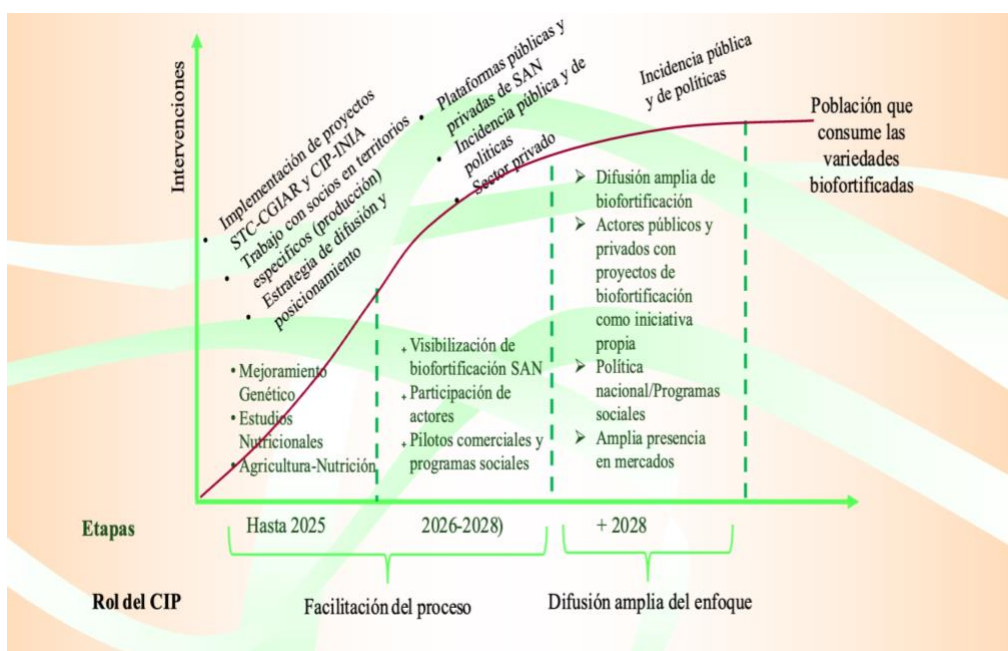 Intervenciones
Implementación de proyectos
STC-CGIAR y CIP-INIA
Trabajo con socios en territorios
específicos (producción)
Estrategia de difusión y
posicionamiento
Plataformas públicas y
privadas de SAN
Incidencia pública y de
políticas
Sector privado
Incidencia pública
y de políticas
Población que
consume las
variedades
biofortificadas
• Mejoramiento
Genético
• Estudios
Nutricionales
• Agricultura-Nutrición
+ Visibilización de
biofortificación SAN
+ Participación de
actores
+ Pilotos comerciales y
programas sociales
➢ Difusión amplia de
biofortificación
➢ Actores públicos y
privados con
proyectos de
biofortificación
como iniciativa
propia
➢ Política
nacional/Programas
sociales
➢ Amplia presencia
en mercados
Etapas
Hasta 2025
2026-2028)
+ 2028
Rol del CIP
Facilitación del proceso
Difusión amplia del enfoque